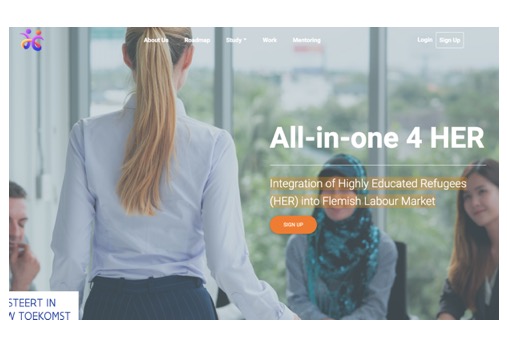 About Us Roadmap Study Work Mentoring Login Sign Up
All-in-one 4 HER
Integration of Highly Educated Refugees
(HER) into Flemish Labour Market
SIGN UP
STEERT IN
W TOEKOMST